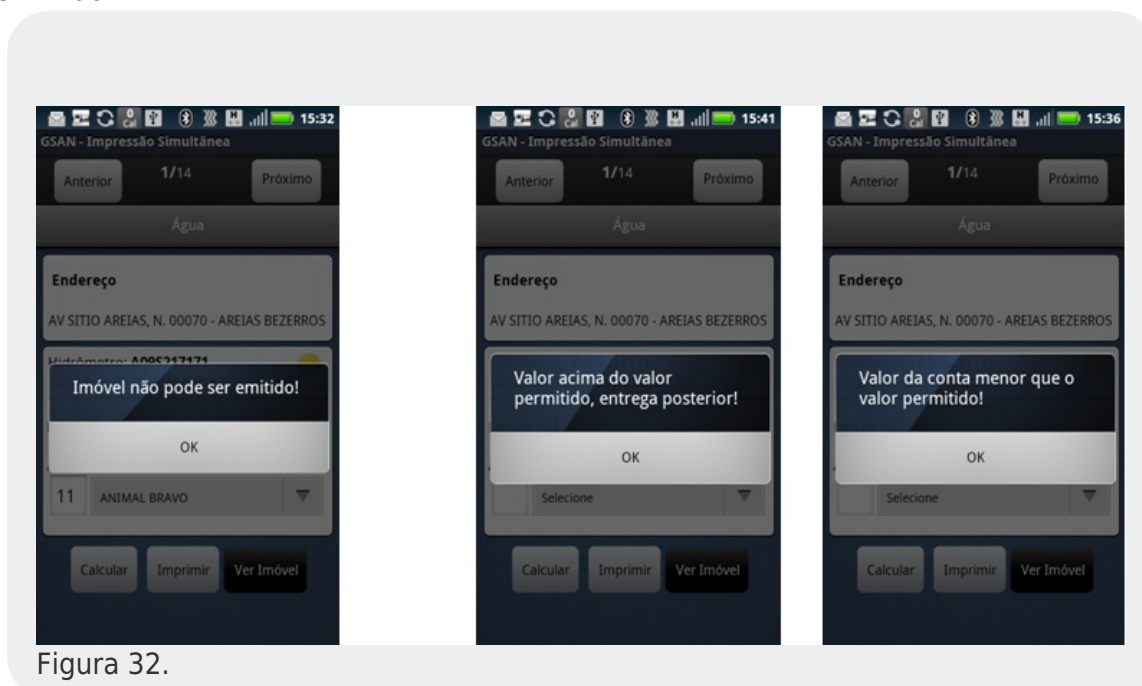 15:32
GSAN - Impressão Simultânea
Anterior
1/14
Próximo
Água
Endereço
AV SITIO AREIAS, N. 00070 - AREIAS BEZERROS
Hidrômetro: A09S217171
Imóvel não pode ser emitido!
OK
11 ANIMAL BRAVO
Calcular
Imprimir
Ver Imóvel
15:41
GSAN - Impressão Simultânea
Anterior
1/14
Próximo
Água
Endereço
AV SITIO AREIAS, N. 00070 - AREIAS BEZERROS
Valor acima do valor
permitido, entrega posterior!
OK
Selecione
Calcular
Imprimir
Ver Imóvel
15:36
GSAN - Impressão Simultânea
Anterior
1/14
Próximo
Água
Endereço
AV SITIO AREIAS, N. 00070 - AREIAS BEZERROS
Valor da conta menor que o
valor permitido!
OK
Selecione
Calcular
Imprimir
Ver Imóvel
Figura 32.